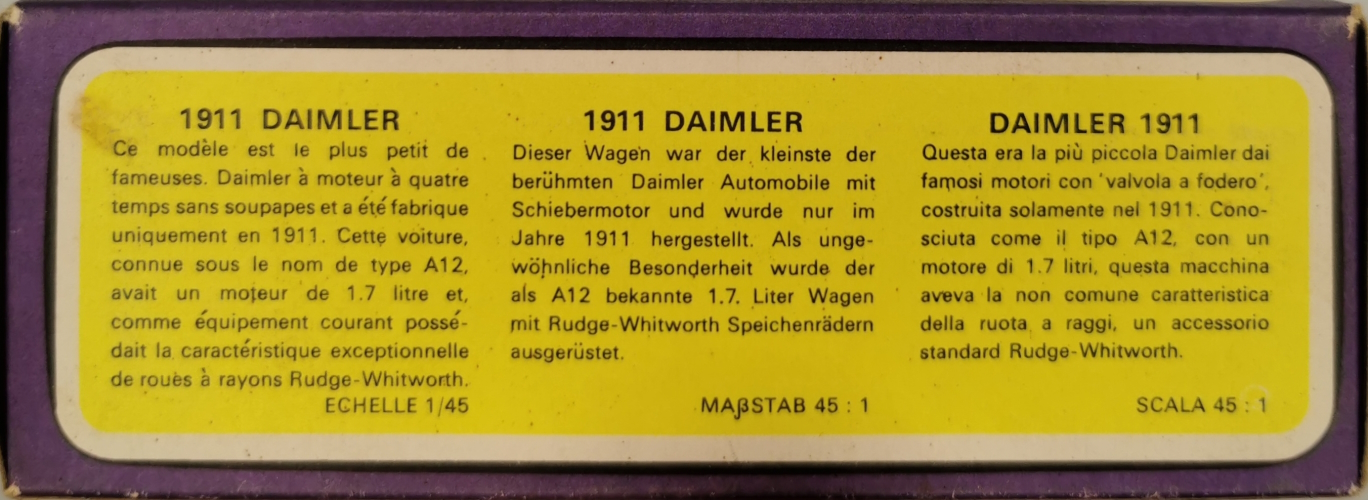 1911 DAIMLER
Ce modèle est le plus petit de
fameuses. Daimler à moteur à quatre
temps sans soupapes et a été fabrique
uniquement en 1911. Cette voiture,
connue sous le nom de type A12,
avait un moteur de 1.7 litre et,
comme équipement courant possé-
dait la caractéristique exceptionnelle
de roues à rayons Rudge-Whitworth.
ECHELLE 1/45
1911 DAIMLER
Dieser Wagen war der kleinste der
berühmten Daimler Automobile mit
Schiebermotor und wurde nur im
Jahre 1911 hergestellt. Als unge-
wöhnliche Besonderheit wurde der
als A12 bekannte 1.7. Liter Wagen
mit Rudge-Whitworth Speichenrädern
ausgerüstet.
MAβSTAB 45 : 1
DAIMLER 1911
Questa era la più piccola Daimler dai
famosi motori con 'valvola a fodero',
costruita solamente nel 1911. Cono-
sciuta come il tipo A12, con un
motore di 1.7 litri, questa macchina
aveva la non comune caratteristica
della ruota a raggi, un accessorio
standard Rudge-Whitworth.
SCALA 45 : 1